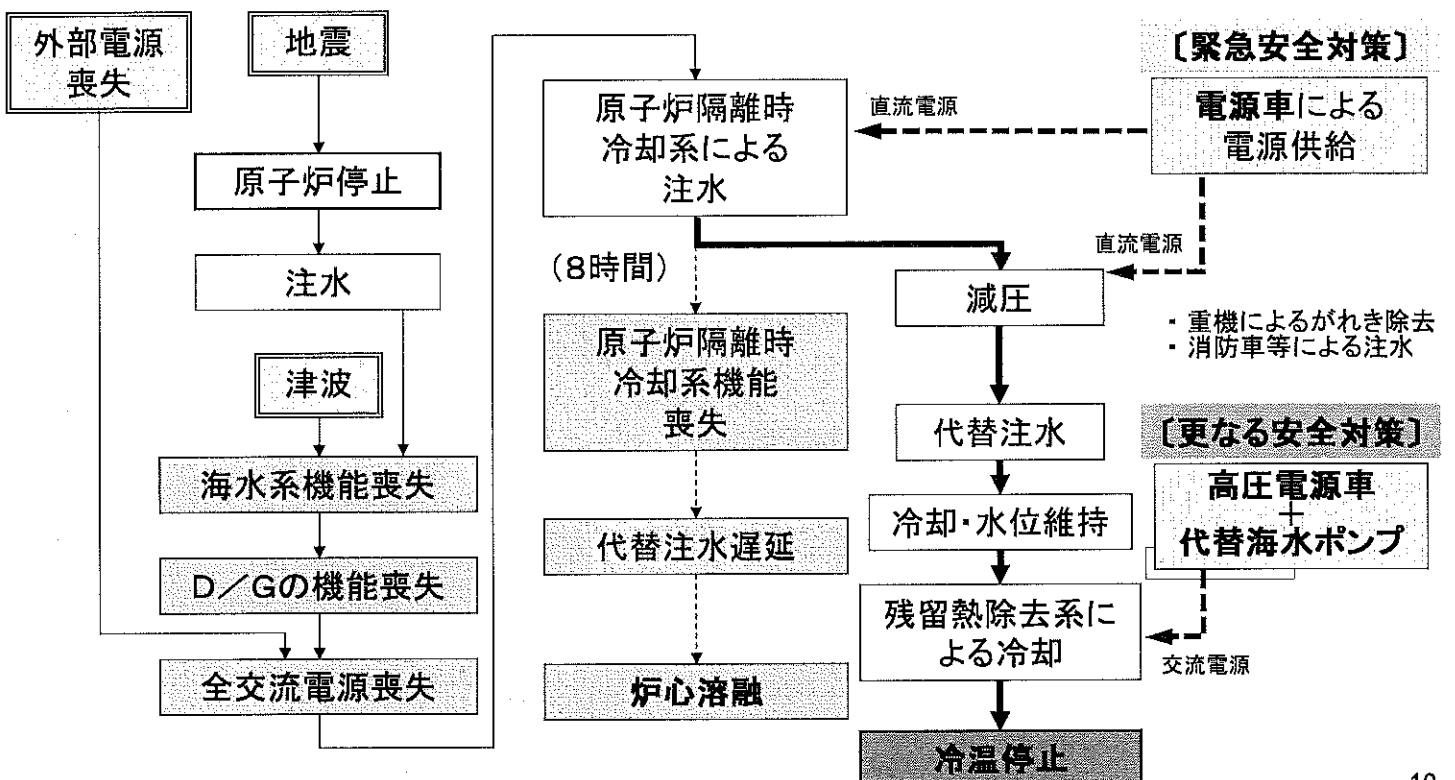 外部電源
喪失
地震
原子炉停止
注水
津波
海水系機能喪失
D/Gの機能喪失
全交流電源喪失
原子炉隔離時
冷却系による
注水
(8時間)
原子炉隔離時
冷却系機能
喪失
代替注水遅延
炉心溶融
直流電源
直流電源
減圧
代替注水
冷却・水位維持
残留熱除去系に
よる冷却
冷温停止
〔緊急安全対策〕
電源車による
電源供給
・重機によるがれき除去
・消防車等による注水
〔更なる安全対策〕
高圧電源車
+
代替海水ポンプ
交流電源